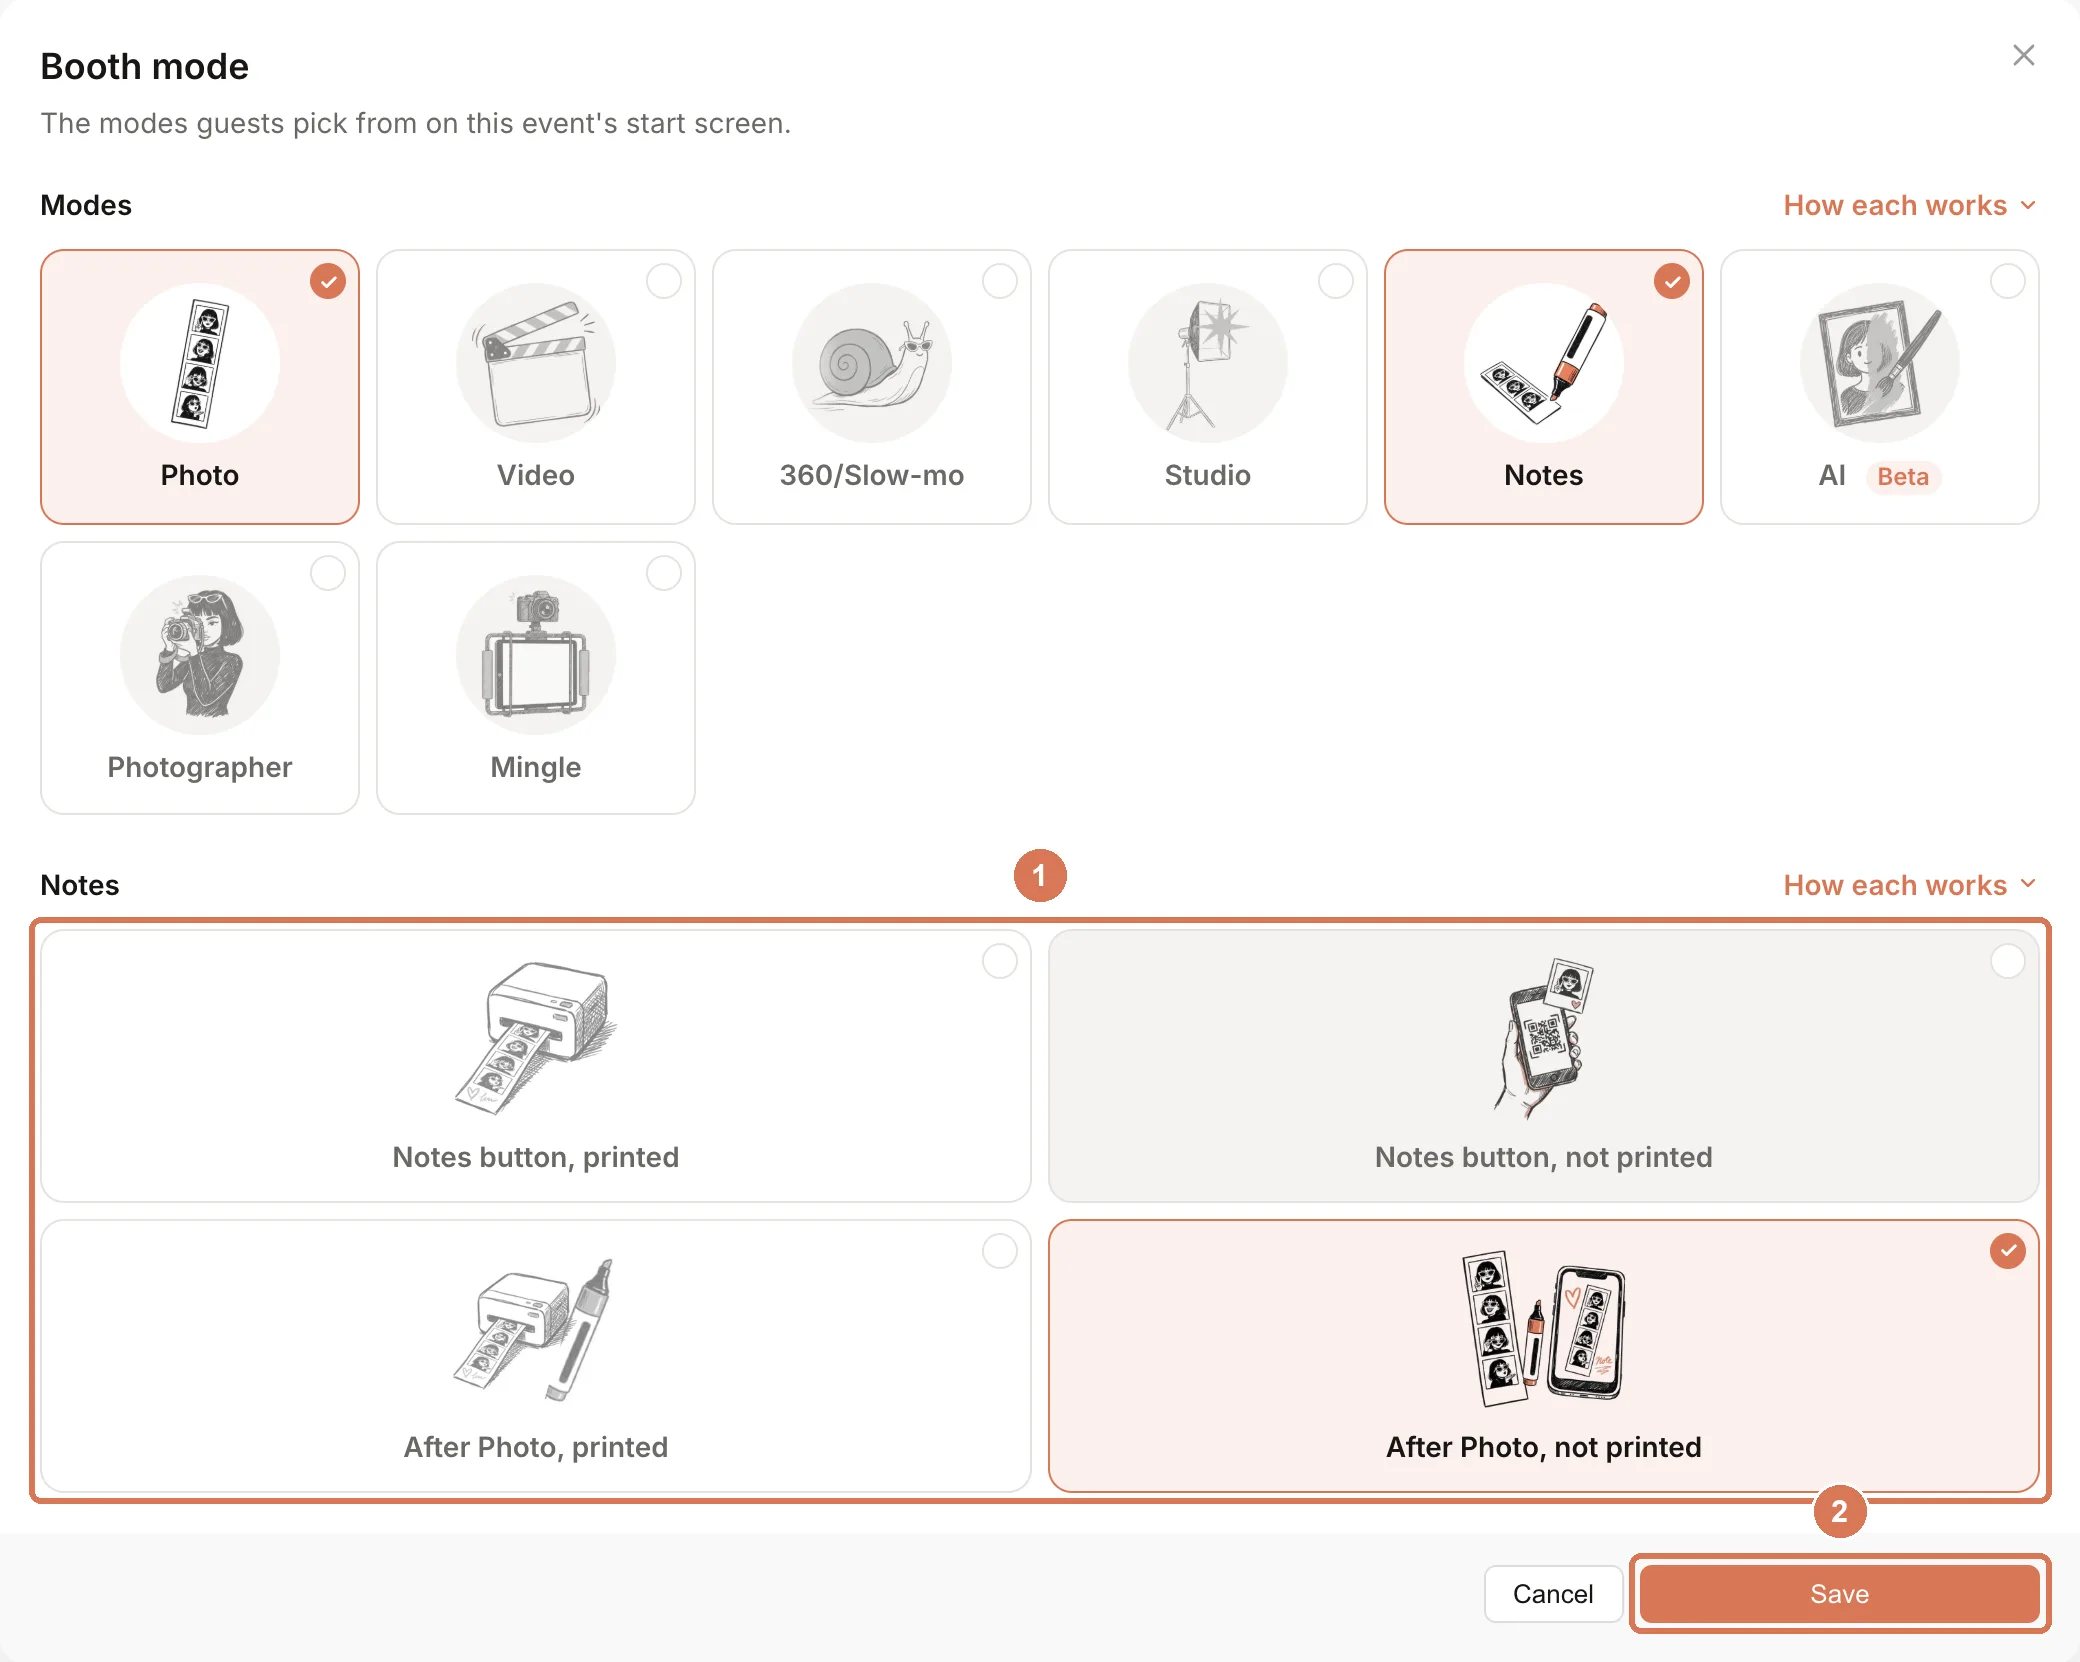 Booth mode
The modes guests pick from on this event's start screen.
Modes
How each works
Photo
Video
360/Slow-mo
Studio
Notes
AI Beta
Photographer
Mingle
1
Notes
How each works
Notes button, printed
Notes button, not printed
Note
After Photo, printed
After Photo, not printed
2
Cancel
Save